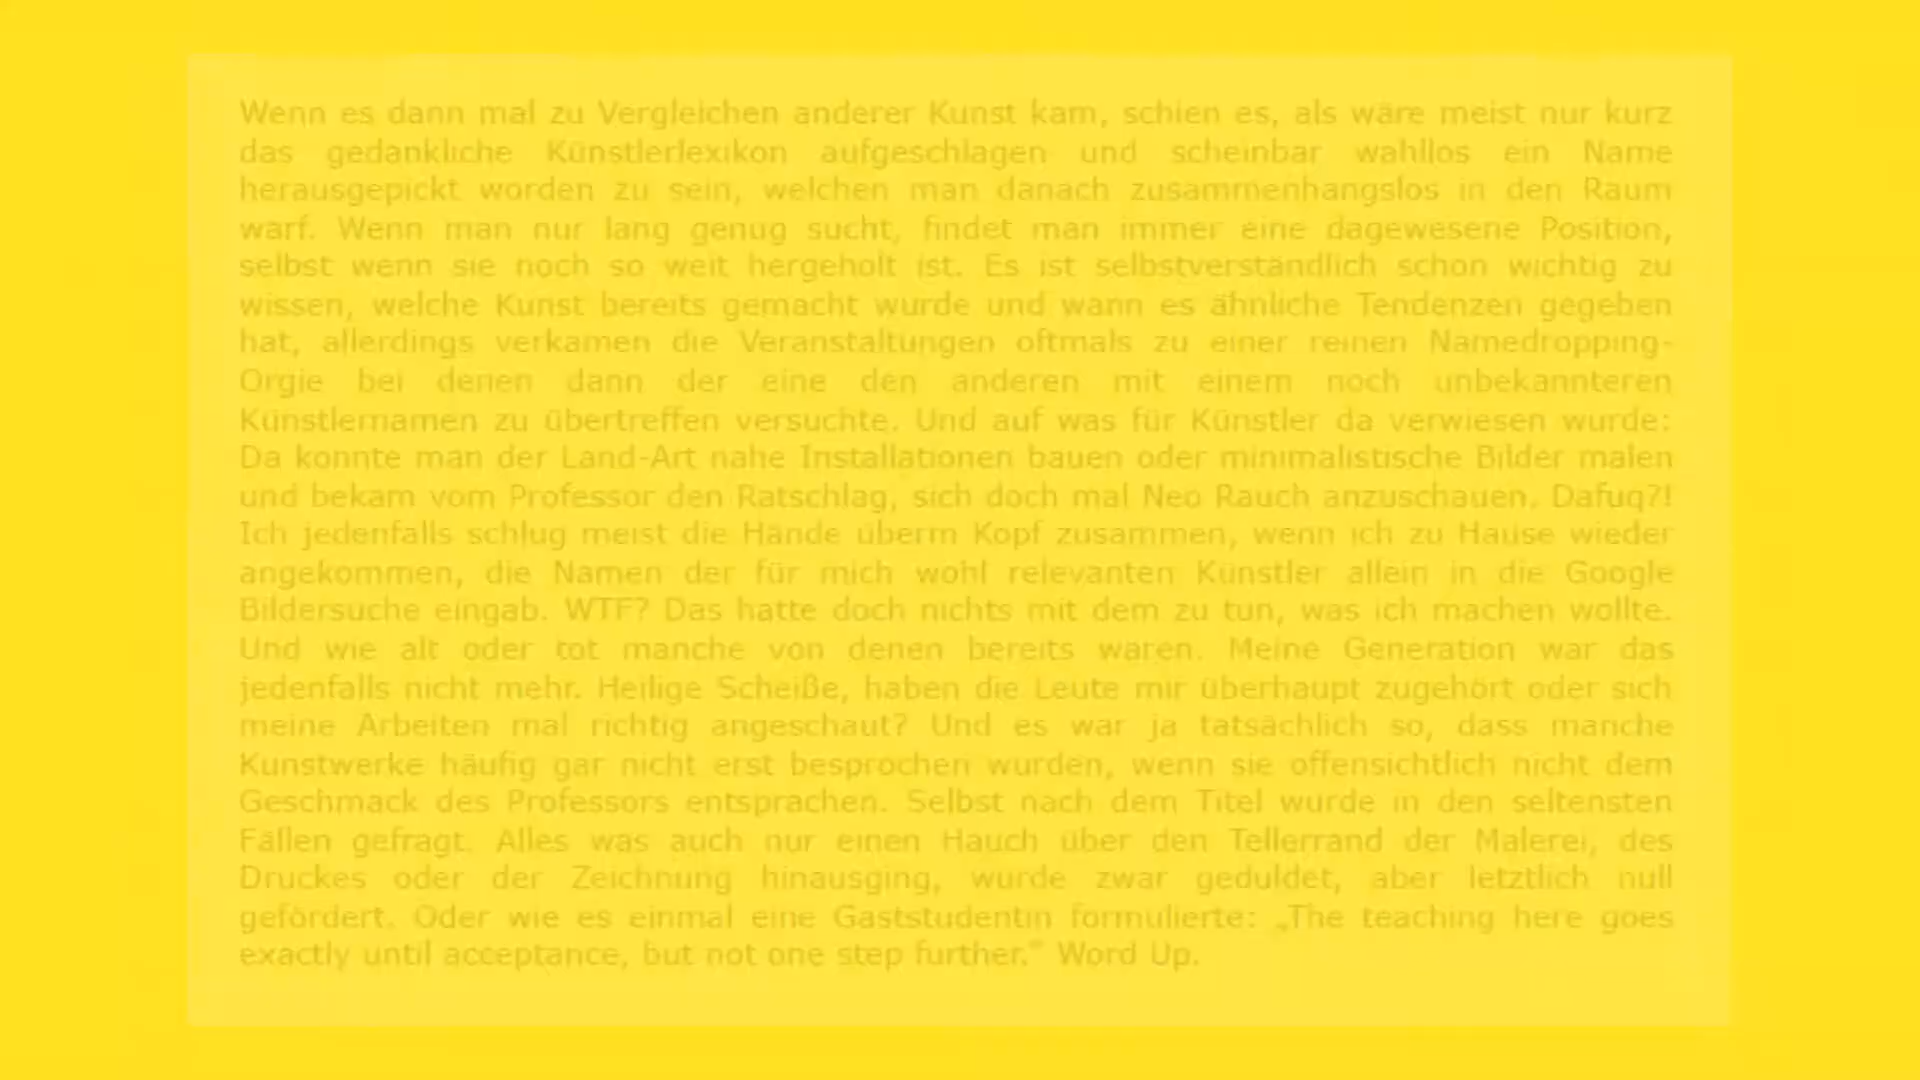 Wenn es dann mal zu Vergleichen anderer Kunst kam, schien es, als wäre meist nur kurz
das gedankliche Künstlerlexikon aufgeschlagen und scheinbar wahllos ein Name
herausgepickt worden zu sein, welchen man danach zusammenhangslos in den Raum
warf. Wenn man nur lang genug sucht, findet man immer eine dagewesene Position,
selbst wenn sie noch so weit hergeholt ist. Es ist selbstverständlich schon wichtig zu
wissen, welche Kunst bereits gemacht wurde und wann es ähnliche Tendenzen gegeben
hat, allerdings verkamen die Veranstaltungen oftmals zu einer reinen Namedropping-
Orgie bei denen dann der eine den anderen mit einem noch unbekannteren
Künstlernamen zu übertreffen versuchte. Und auf was für Künstler da verwiesen wurde:
Da konnte man der Land-Art nahe Installationen bauen oder minimalistische Bilder malen
und bekam vom Professor den Ratschlag, sich doch mal Neo Rauch anzuschauen. Dafuq?!
Ich jedenfalls schlug meist die Hände überm Kopf zusammen, wenn ich zu Hause wieder
angekommen, die Namen der für mich wohl relevanten Künstler allein in die Google
Bildersuche eingab. WTF? Das hatte doch nichts mit dem zu tun, was ich machen wollte.
Und wie alt oder tot manche von denen bereits waren. Meine Generation war das
jedenfalls nicht mehr. Heilige Scheiße, haben die Leute mir überhaupt zugehört oder sich
meine Arbeiten mal richtig angeschaut? Und es war ja tatsächlich so, dass manche
Kunstwerke häufig gar nicht erst besprochen wurden, wenn sie offensichtlich nicht dem
Geschmack des Professors entsprachen. Selbst nach dem Titel wurde in den seltensten
Fällen gefragt. Alles was auch nur einen Hauch über den Tellerrand der Malerei, des
Druckes oder der Zeichnung hinausging, wurde zwar geduldet, aber letztlich null
gefördert. Oder wie es einmal eine Gaststudentin formulierte: „The teaching here goes
exactly until acceptance, but not one step further.“ Word Up.